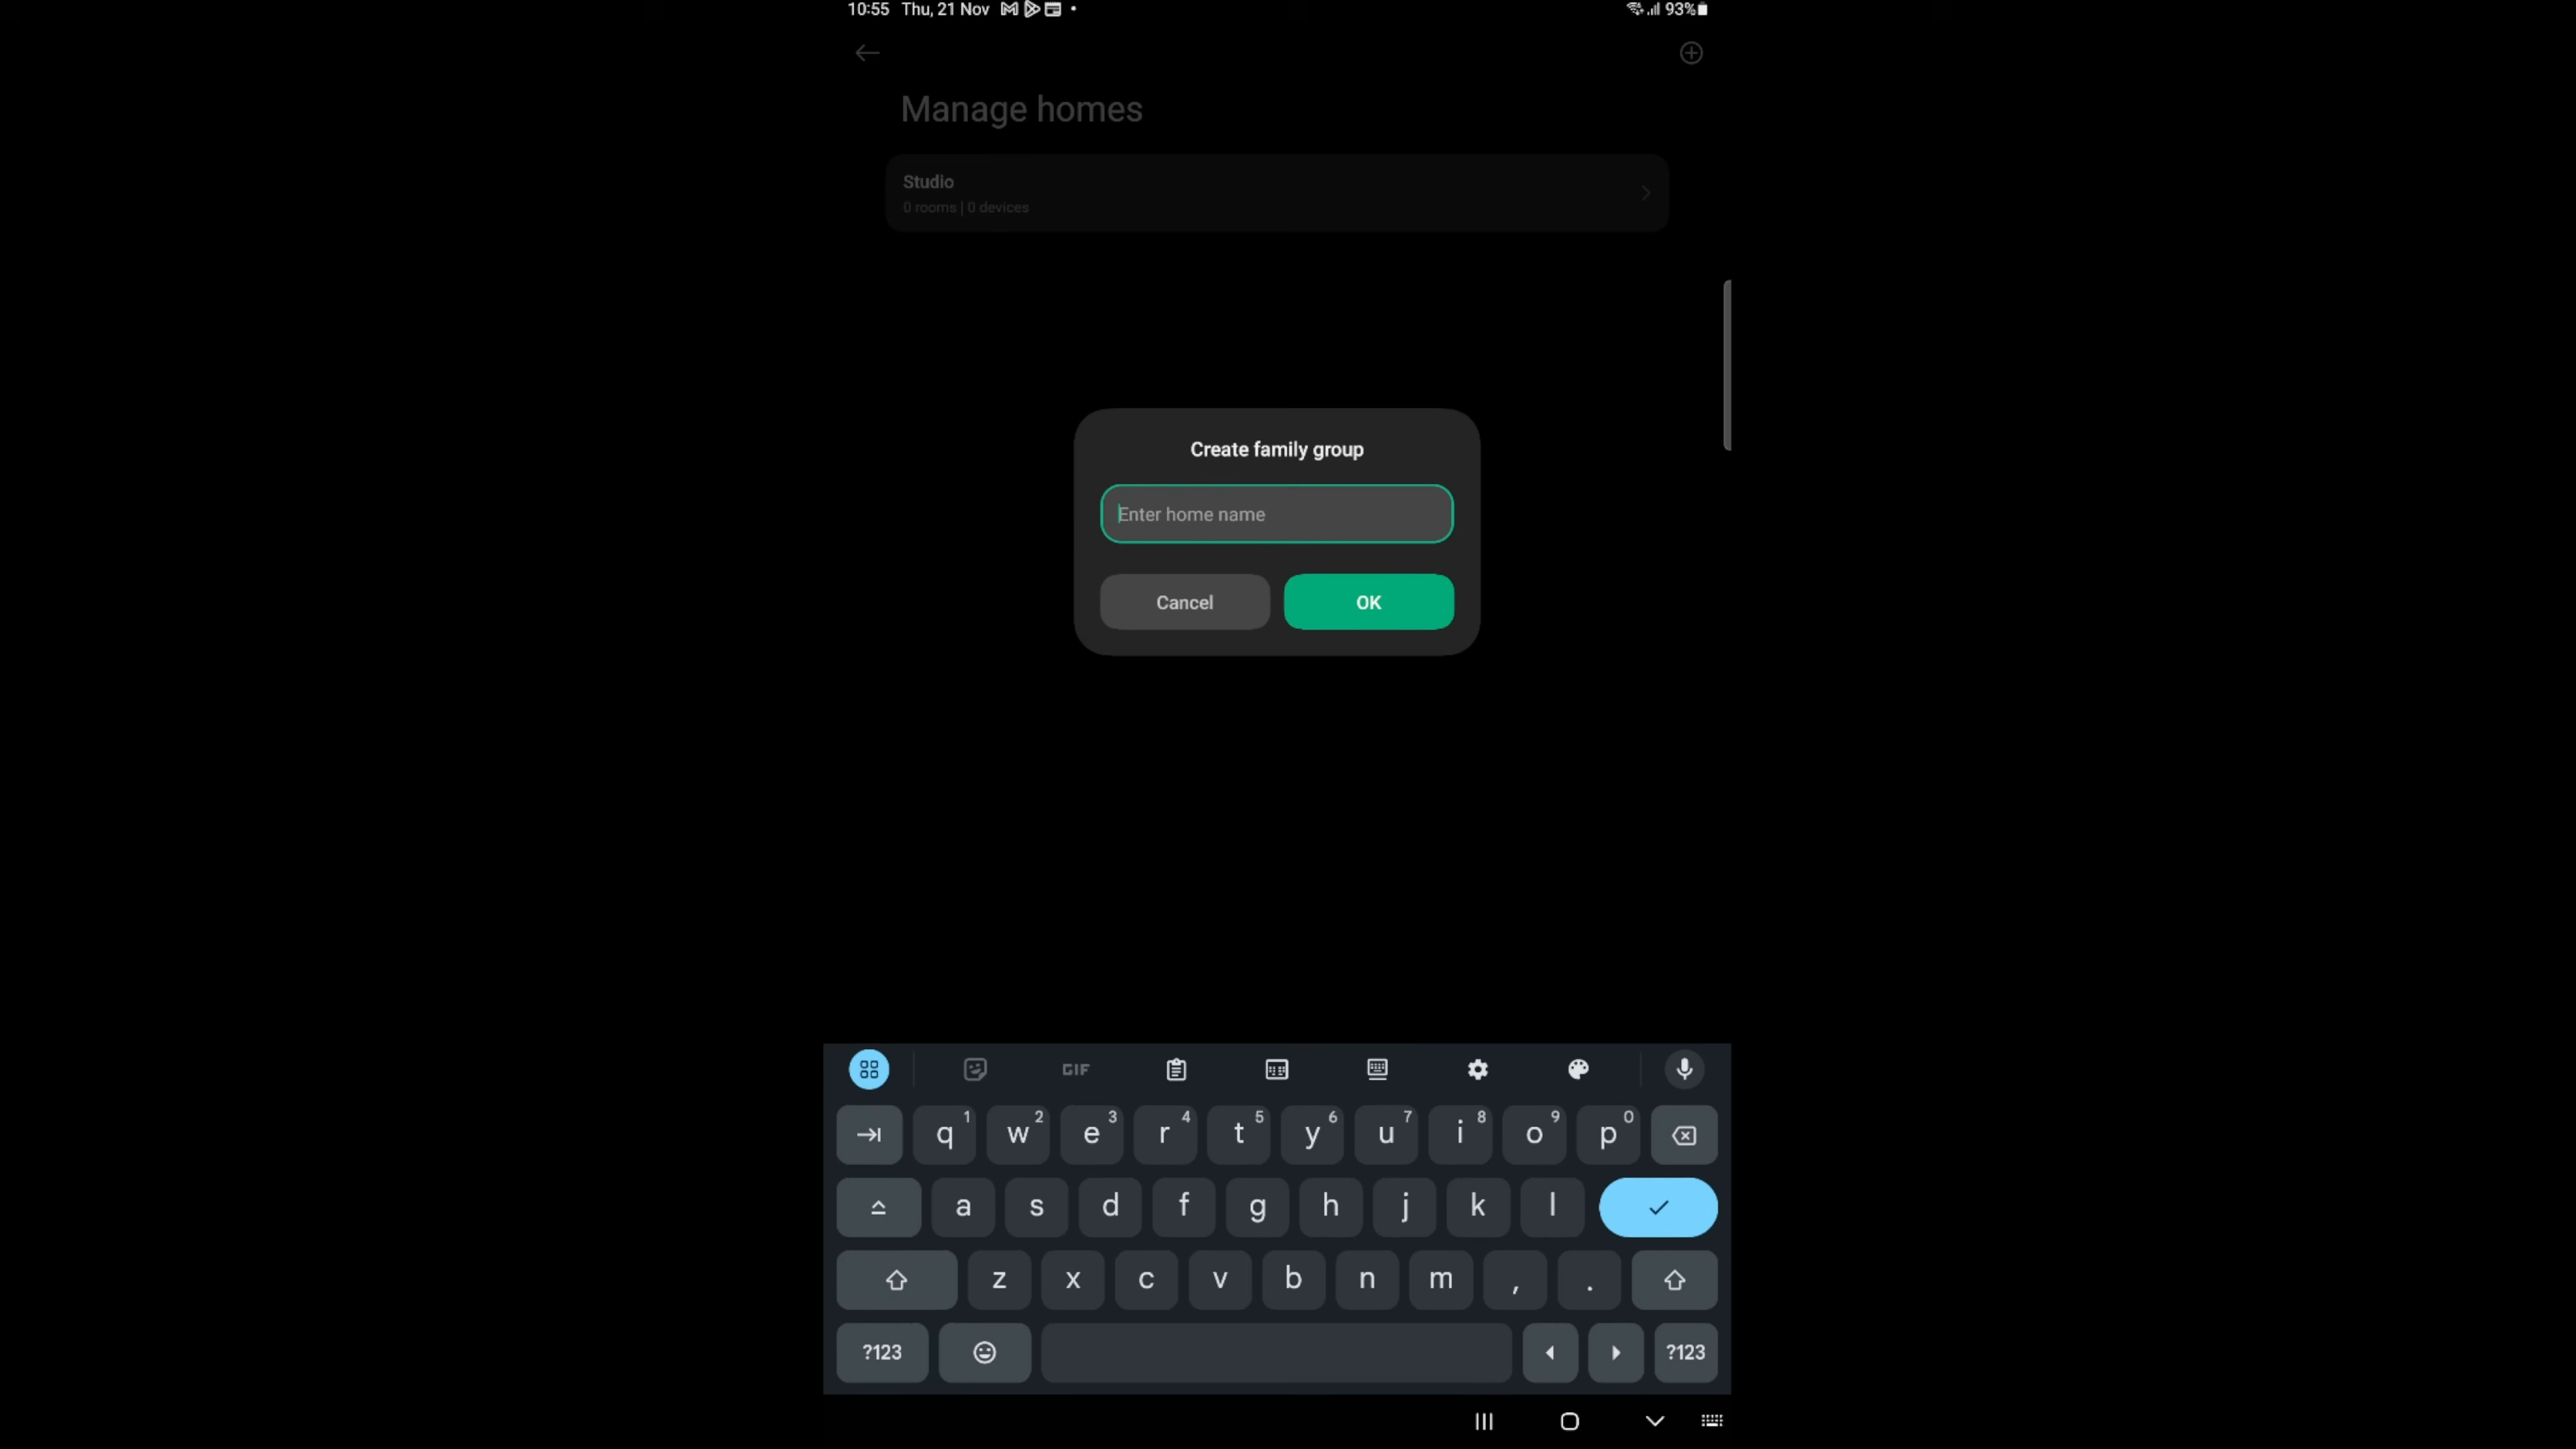 10:55 Thu, 21 Nov
93%
Manage homes
Studio
0 rooms | 0 devices
Create family group
Enter home name
Cancel OK
GIF
q 1 w 2 e 3 r 4 t 5 y 6 u 7 i 8 o 9 p 0
a s d f g h j k l
z x c v b n m , .
?123 ?123